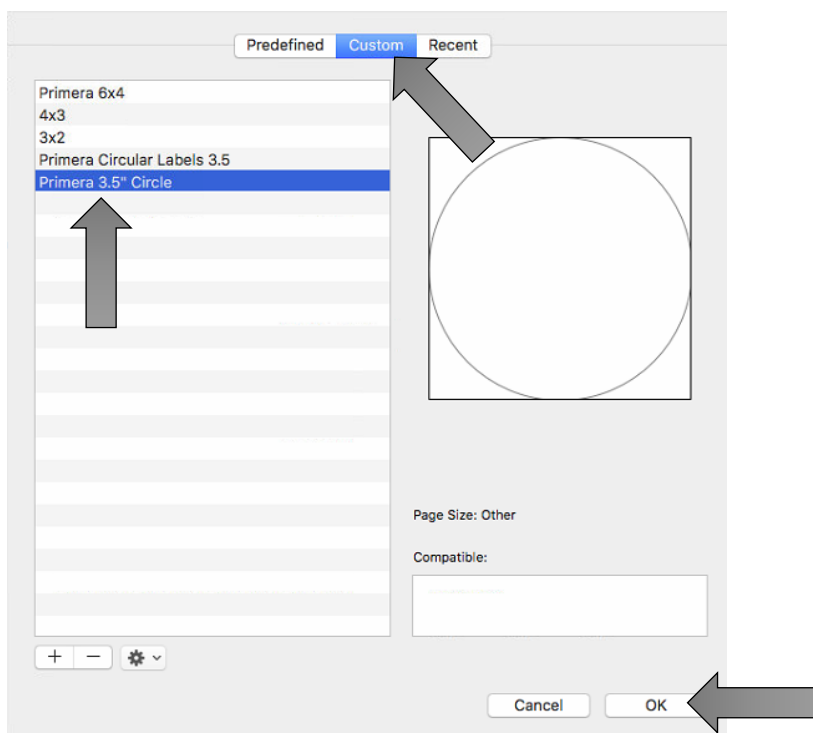 Predefined Custom Recent
Primera 6x4
4x3
3x2
Primera Circular Labels 3.5
Primera 3.5" Circle
Page Size: Other
Compatible:
+ −
Cancel OK